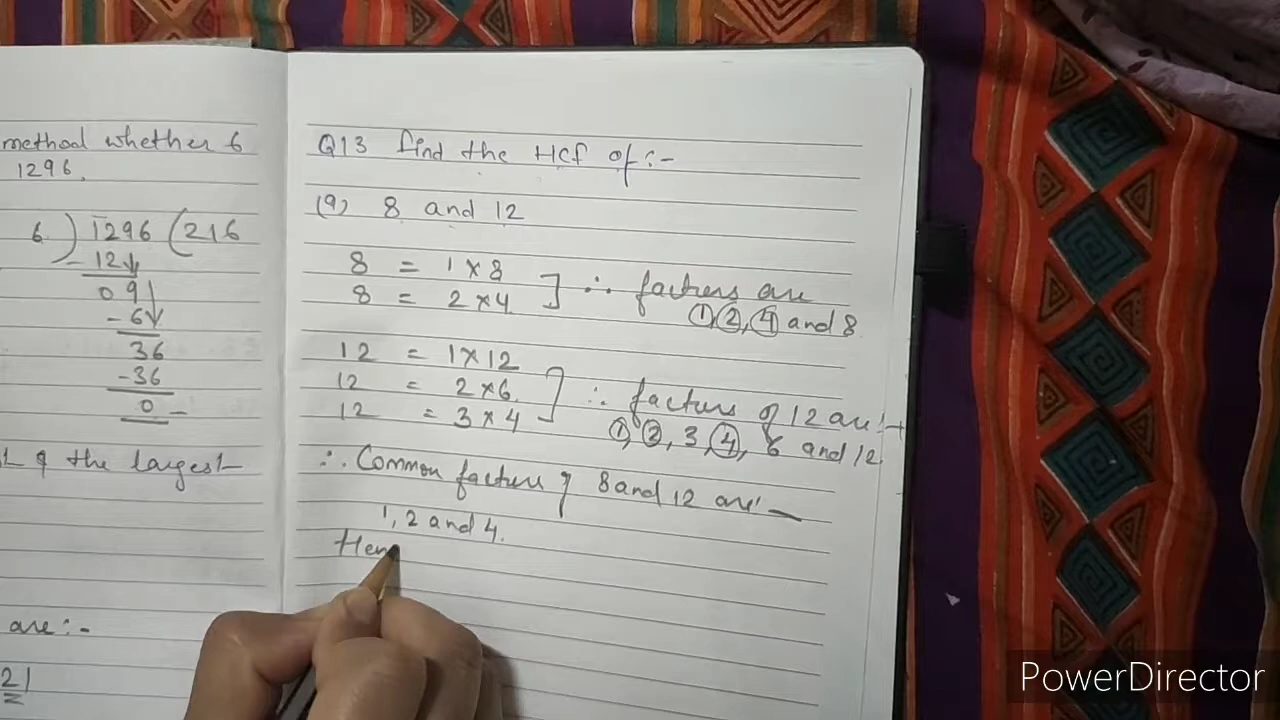 method whether 6
1296.
6 ) 1296 ( 216
- 12↓
09
- 6↓
36
- 36
0 -
the largest
are :-
21
Q13 find the HCF of :-
(a) 8 and 12
8 = 1 × 8
8 = 2 × 4 ] ∴ factors are
1, 2, 4 and 8
12 = 1 × 12
12 = 2 × 6
12 = 3 × 4 ] ∴ factors of 12 are :-
1, 2, 3, 4, 6 and 12
∴ Common factors of 8 and 12 are :-
1, 2 and 4.
Hen
PowerDirector